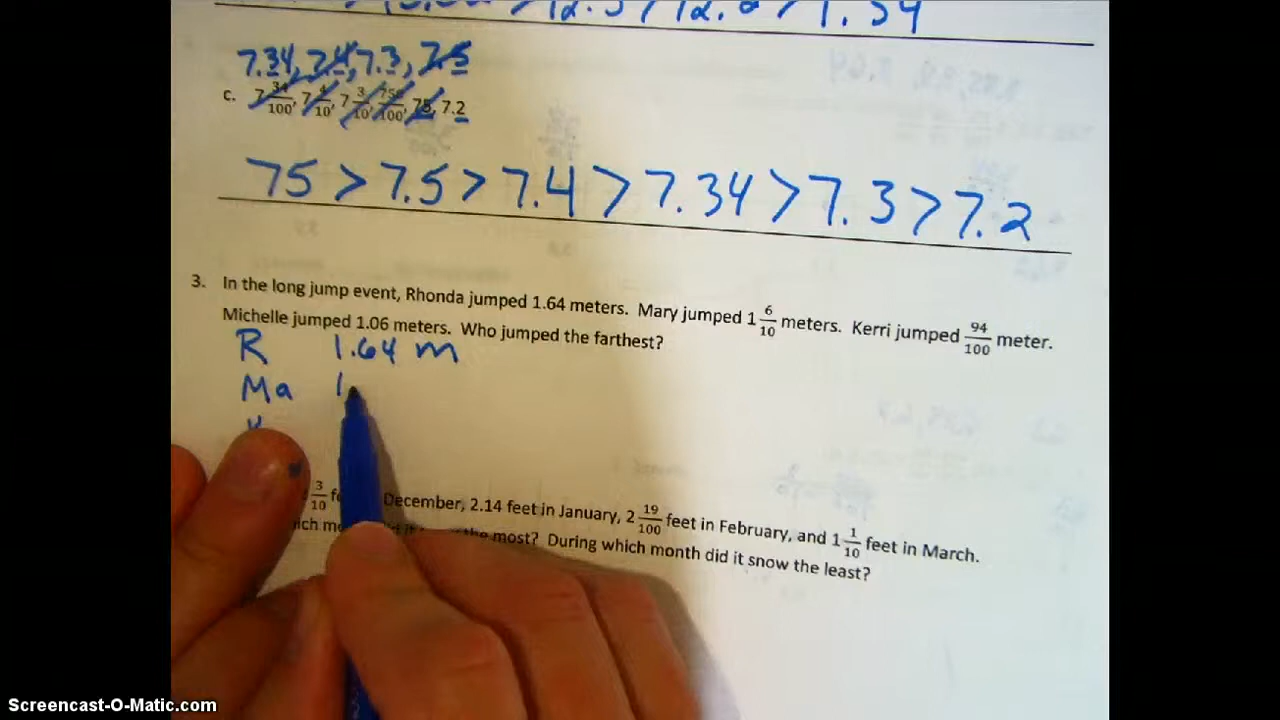 7.34, 7.4, 7.3, 7.5
c. 7 34/100, 7 4/10, 7 3/10, 750/100, 75, 7.2
75 > 7.5 > 7.4 > 7.34 > 7.3 > 7.2
3. In the long jump event, Rhonda jumped 1.64 meters. Mary jumped 1 6/10 meters. Kerri jumped 94/100 meter.
Michelle jumped 1.06 meters. Who jumped the farthest?
R 1.64 m
Ma 1
3/10 December, 2.14 feet in January, 2 19/100 feet in February, and 1 1/10 feet in March.
the most? During which month did it snow the least?
Screencast-O-Matic.com